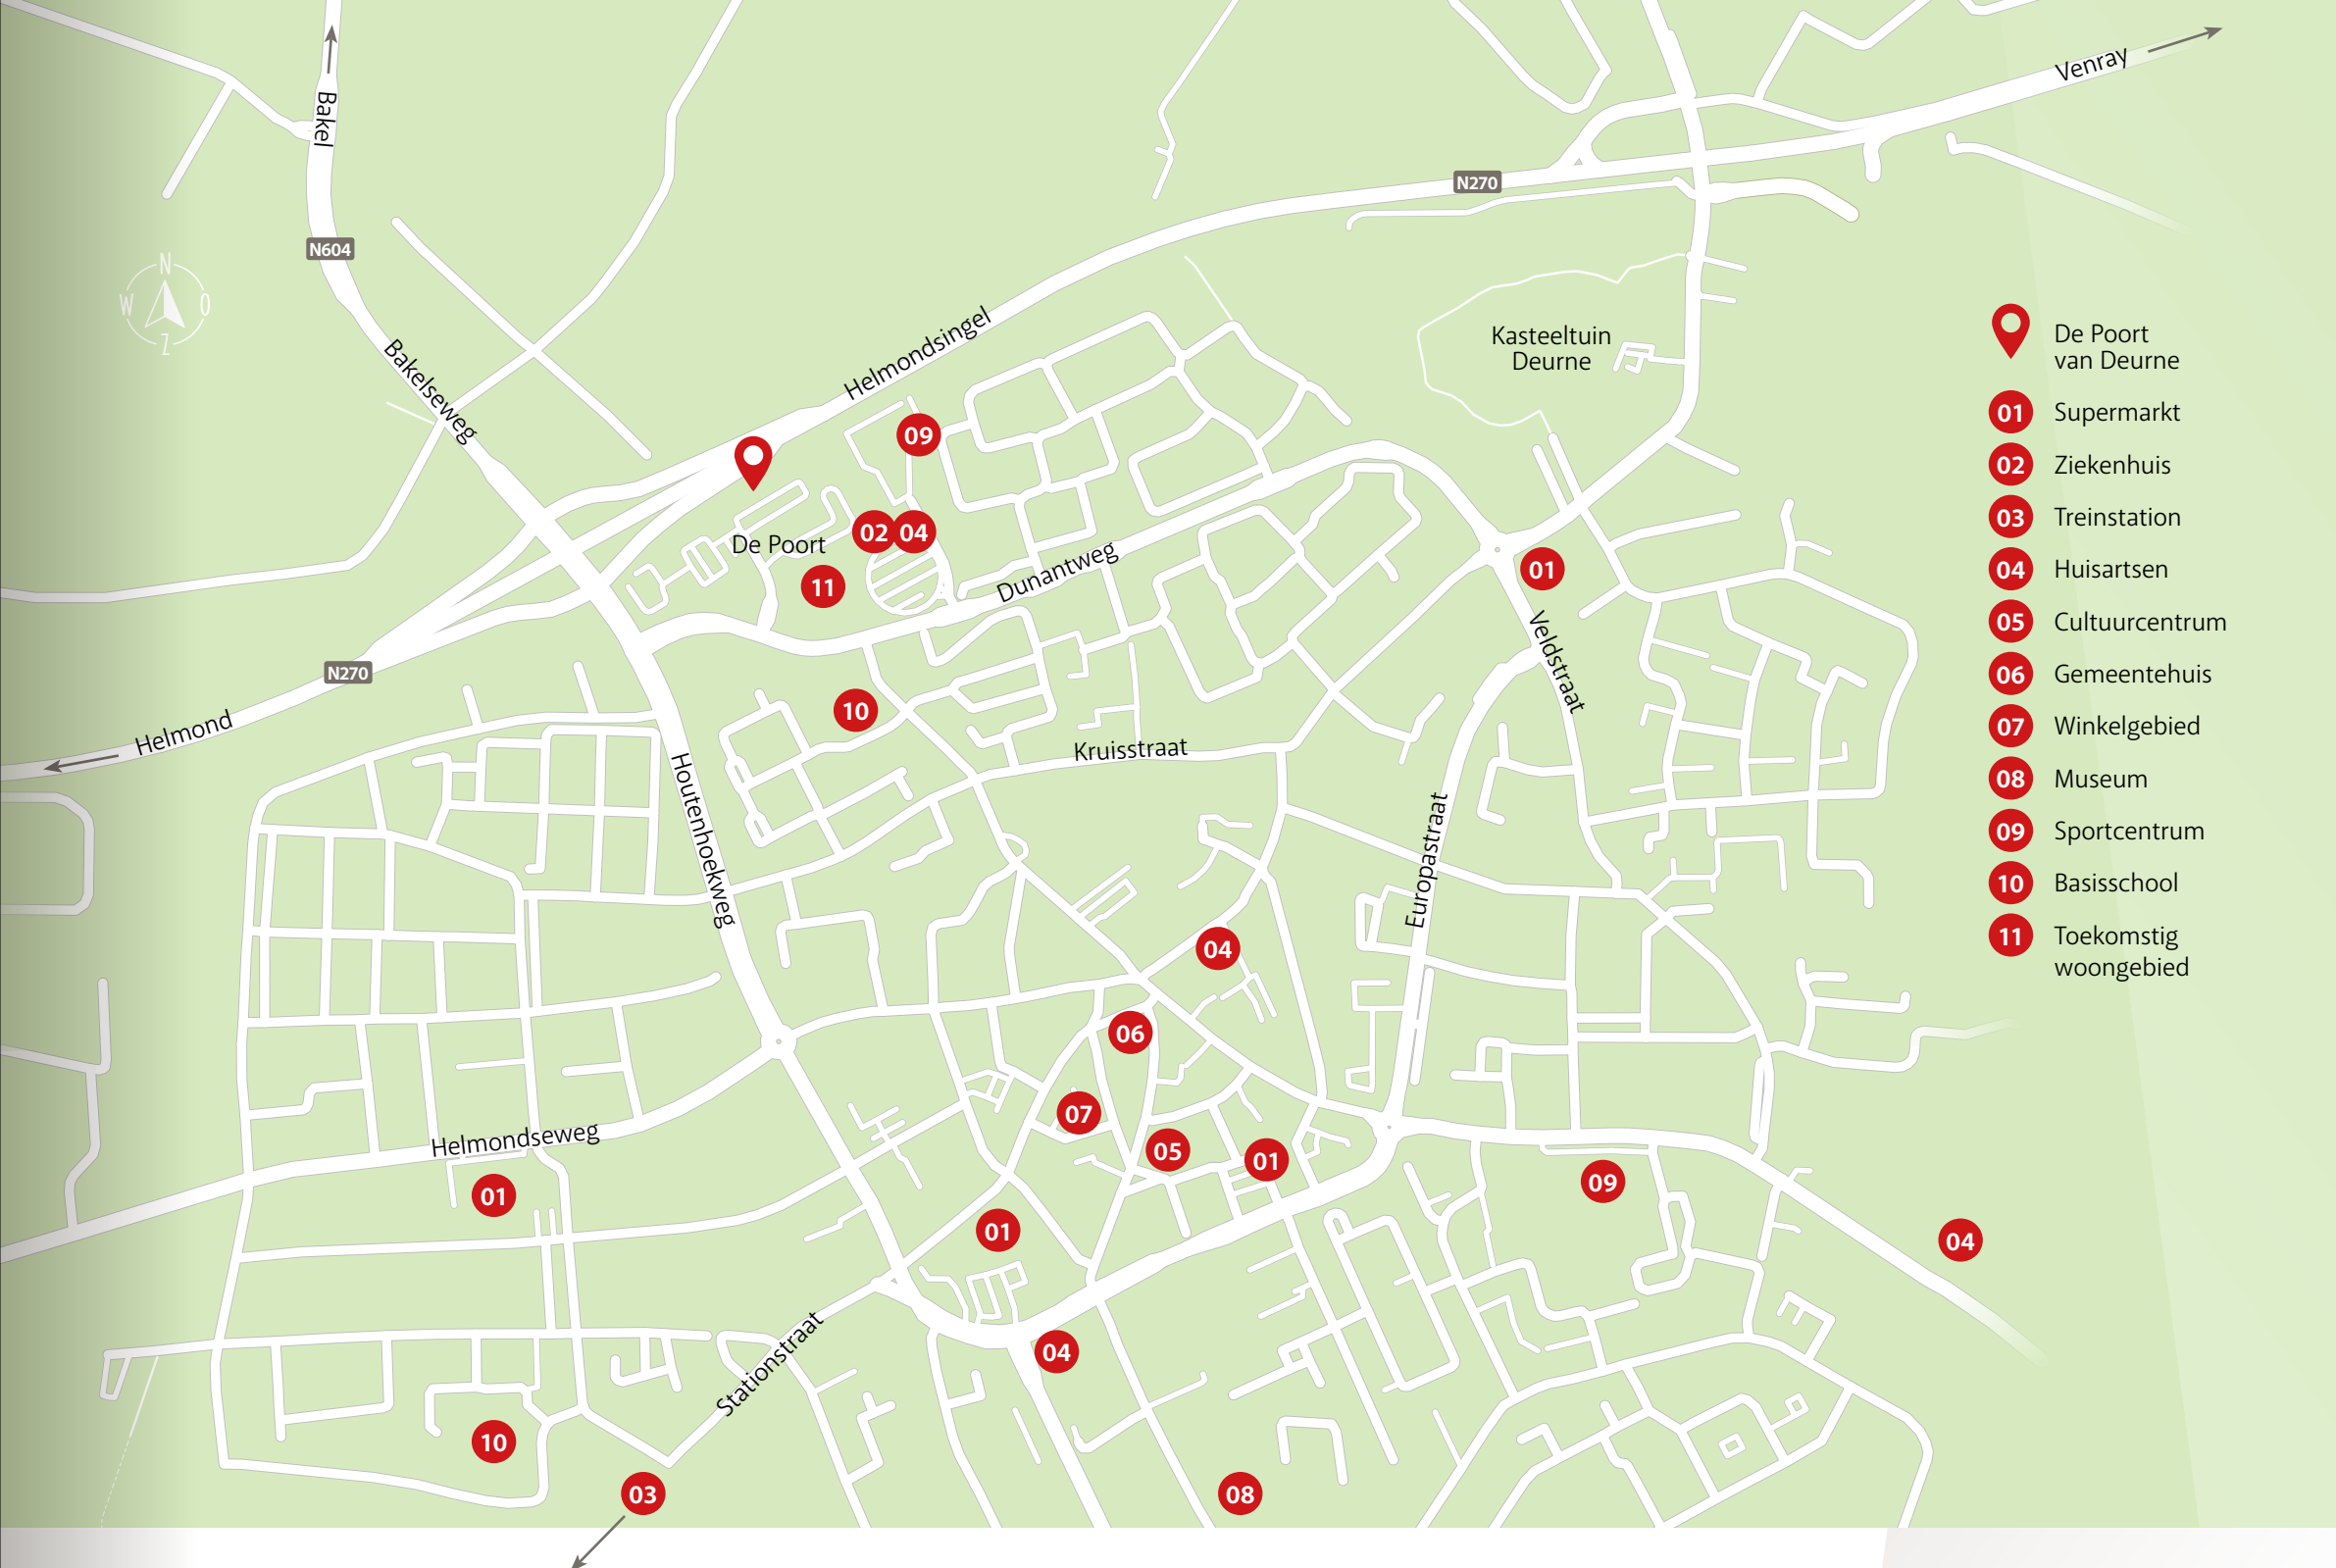 Venray
Bakel
N270
N604
N
W
O
Z
Helmondsingel
Bakelseweg
Kasteeltuin
Deurne
09
02
04
De Poort
11
Dunantweg
01
Veldstraat
N270
Helmond
10
Kruisstraat
Houtenhoekweg
Europastraat
04
06
07
05
01
Helmondseweg
01
09
01
04
04
Stationstraat
10
03
08
De Poort
van Deurne
01 Supermarkt
02 Ziekenhuis
03 Treinstation
04 Huisartsen
05 Cultuurcentrum
06 Gemeentehuis
07 Winkelgebied
08 Museum
09 Sportcentrum
10 Basisschool
11 Toekomstig
woongebied